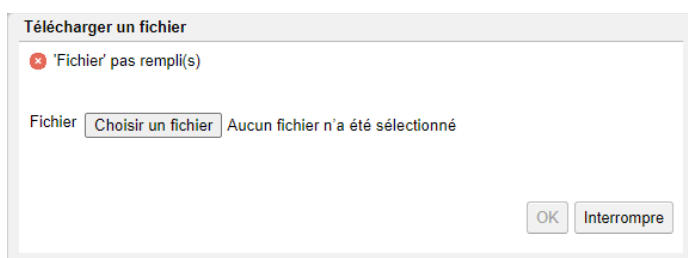 Télécharger un fichier
'Fichier' pas rempli(s)
Fichier Choisir un fichier Aucun fichier n'a été sélectionné
OK Interrompre